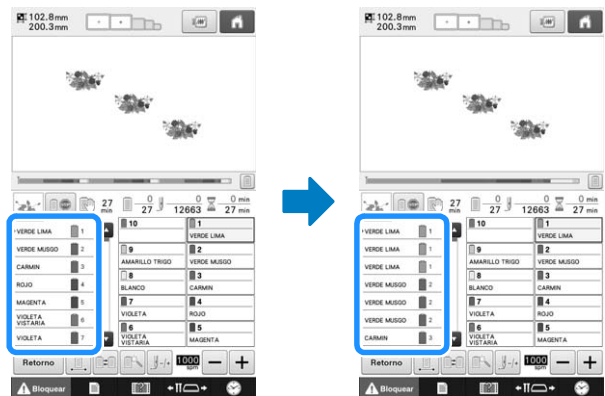 102.8mm
200.3mm
27
min
0
27
0
12663
0 min
27 min
VERDE LIMA 1
VERDE MUSGO 2
CARMIN 3
ROJO 4
MAGENTA 5
VIOLETA
VISTARIA 6
VIOLETA 7
10
1
VERDE LIMA
9
AMARILLO TRIGO
2
VERDE MUSGO
8
BLANCO
3
CARMIN
7
VIOLETA
4
ROJO
6
VIOLETA
VISTARIA
5
MAGENTA
Retorno
1000
spm
Bloquear
102.8mm
200.3mm
27
min
0
27
0
12663
0 min
27 min
VERDE LIMA 1
VERDE LIMA 1
VERDE LIMA 1
VERDE MUSGO 2
VERDE MUSGO 2
VERDE MUSGO 2
CARMIN 3
10
1
VERDE LIMA
9
AMARILLO TRIGO
2
VERDE MUSGO
8
BLANCO
3
CARMIN
7
VIOLETA
4
ROJO
6
VIOLETA
VISTARIA
5
MAGENTA
Retorno
1000
spm
Bloquear